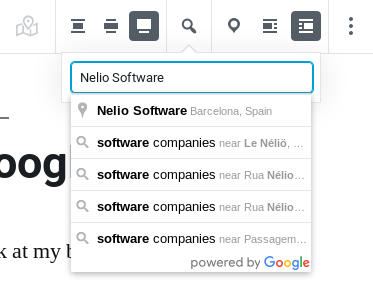 Nelio Software
Nelio Software Barcelona, Spain
software companies near Le Néliö, ...
software companies near Rua Nélio...
software companies near Rua Nélio...
software companies near Passagem...
powered by Google
oog
k at my b